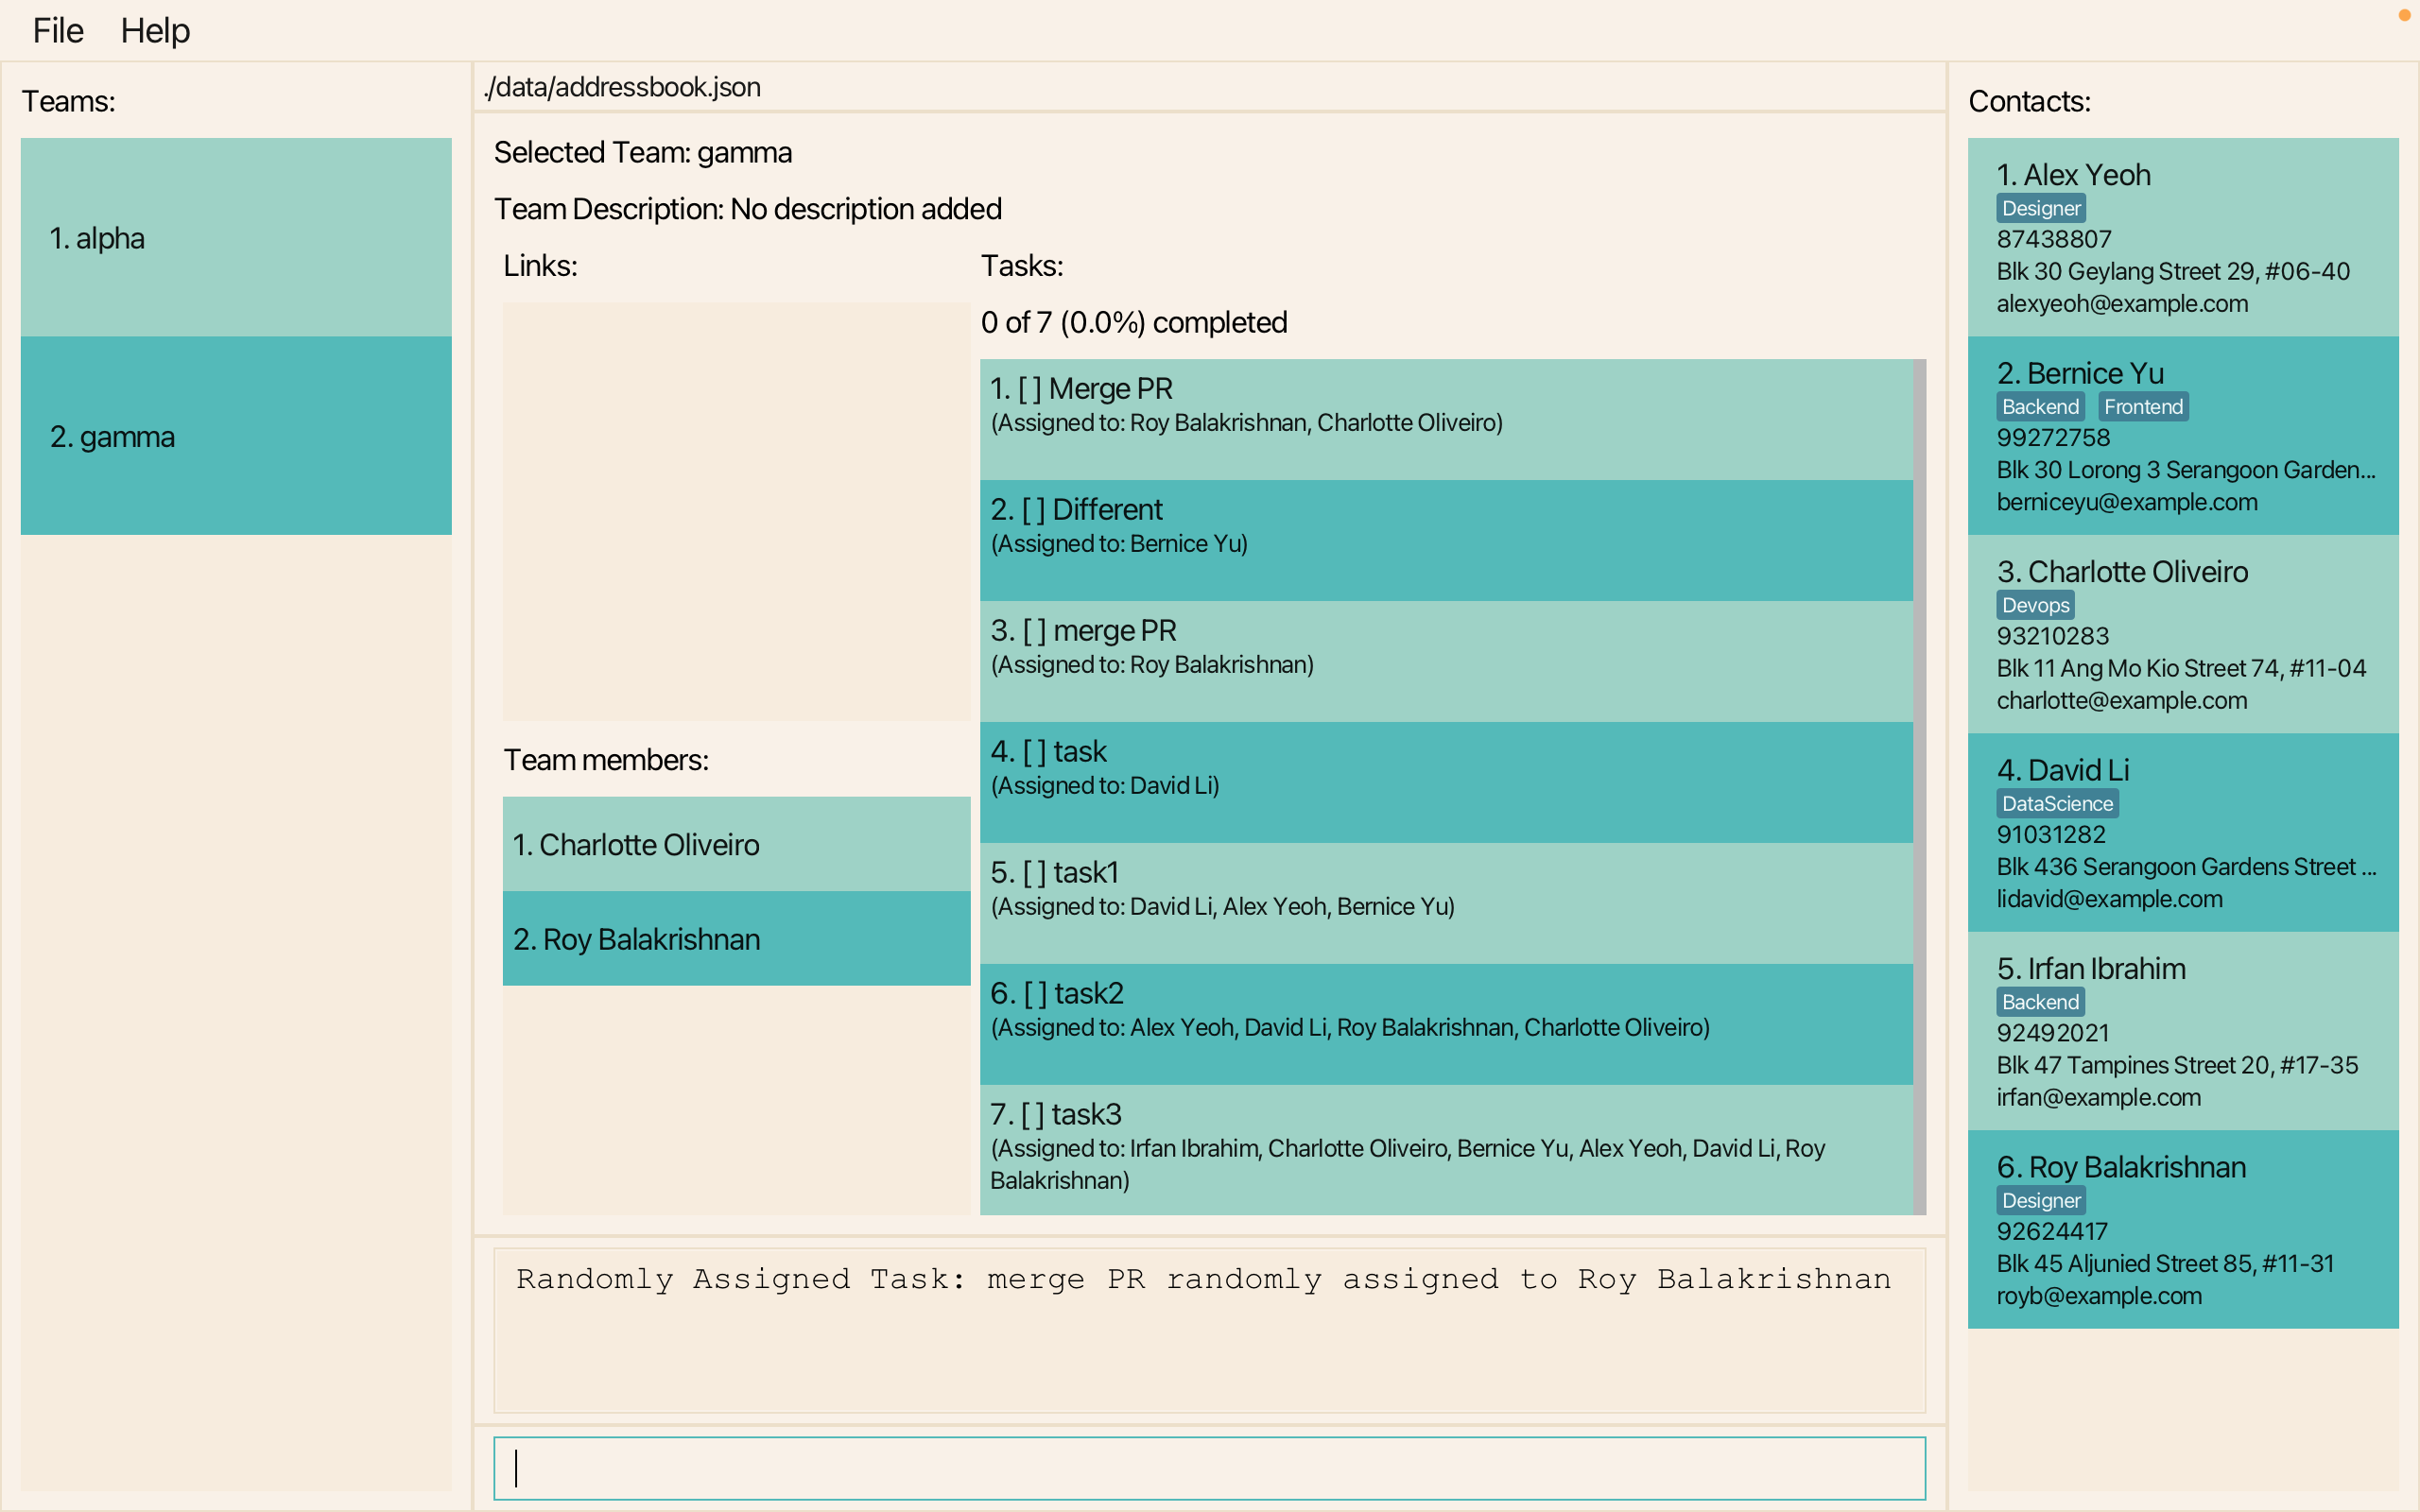 File Help
Teams:
1. alpha
2. gamma
./data/addressbook.json
Selected Team: gamma
Team Description: No description added
Links:
Team members:
1. Charlotte Oliveiro
2. Roy Balakrishnan
Tasks:
0 of 7 (0.0%) completed
1. [ ] Merge PR
(Assigned to: Roy Balakrishnan, Charlotte Oliveiro)
2. [ ] Different
(Assigned to: Bernice Yu)
3. [ ] merge PR
(Assigned to: Roy Balakrishnan)
4. [ ] task
(Assigned to: David Li)
5. [ ] task1
(Assigned to: David Li, Alex Yeoh, Bernice Yu)
6. [ ] task2
(Assigned to: Alex Yeoh, David Li, Roy Balakrishnan, Charlotte Oliveiro)
7. [ ] task3
(Assigned to: Irfan Ibrahim, Charlotte Oliveiro, Bernice Yu, Alex Yeoh, David Li, Roy
Balakrishnan)
Randomly Assigned Task: merge PR randomly assigned to Roy Balakrishnan
Contacts:
1. Alex Yeoh
Designer
87438807
Blk 30 Geylang Street 29, #06-40
alexyeoh@example.com
2. Bernice Yu
Backend Frontend
99272758
Blk 30 Lorong 3 Serangoon Garden...
berniceyu@example.com
3. Charlotte Oliveiro
Devops
93210283
Blk 11 Ang Mo Kio Street 74, #11-04
charlotte@example.com
4. David Li
DataScience
91031282
Blk 436 Serangoon Gardens Street ...
lidavid@example.com
5. Irfan Ibrahim
Backend
92492021
Blk 47 Tampines Street 20, #17-35
irfan@example.com
6. Roy Balakrishnan
Designer
92624417
Blk 45 Aljunied Street 85, #11-31
royb@example.com